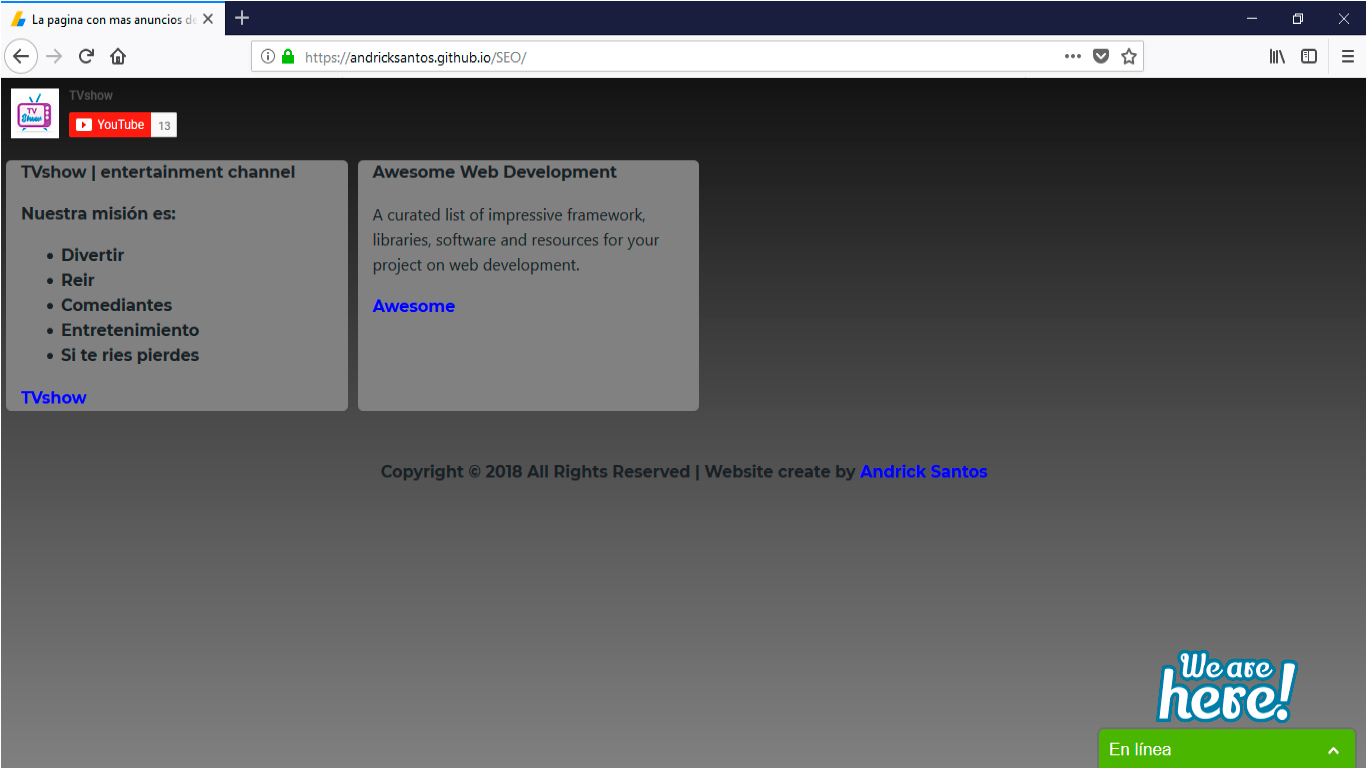 La pagina con mas anuncios de
https://andricksantos.github.io/SEO/
TV
Show
TVshow
YouTube 13
TVshow | entertainment channel
Nuestra misión es:
Divertir
Reir
Comediantes
Entretenimiento
Si te ries pierdes
TVshow
Awesome Web Development
A curated list of impressive framework,
libraries, software and resources for your
project on web development.
Awesome
Copyright © 2018 All Rights Reserved | Website create by Andrick Santos
We are
here!
En línea